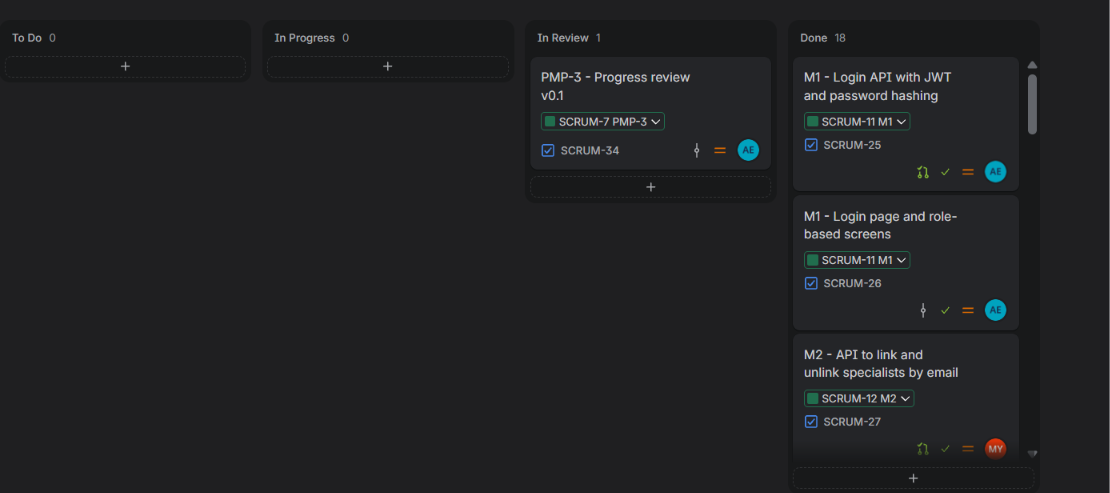 To Do 0
+
In Progress 0
+
In Review 1
PMP-3 - Progress review
v0.1
SCRUM-7 PMP-3
SCRUM-34
AE
+
Done 18
M1 - Login API with JWT
and password hashing
SCRUM-11 M1
SCRUM-25
AE
M1 - Login page and role-
based screens
SCRUM-11 M1
SCRUM-26
AE
M2 - API to link and
unlink specialists by email
SCRUM-12 M2
SCRUM-27
MY
+